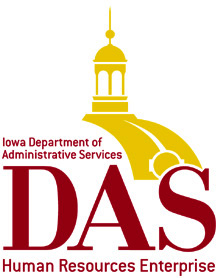 Iowa Department of
Administrative Services
DAS
Human Resources Enterprise